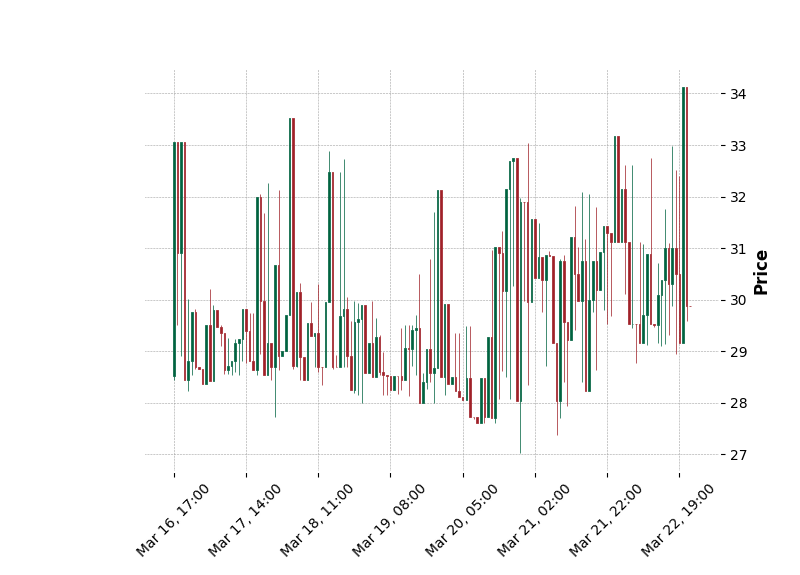 34
33
32
31
30
29
28
27
Price
Mar 16, 17:00
Mar 17, 14:00
Mar 18, 11:00
Mar 19, 08:00
Mar 20, 05:00
Mar 21, 02:00
Mar 21, 22:00
Mar 22, 19:00